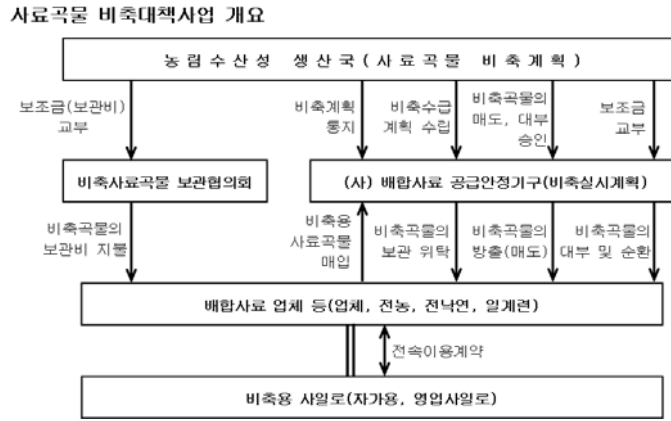 사료곡물 비축대책사업 개요
농림수산성 생산국(사료곡물 비축계획)
보조금(보관비)
교부
비축계획
통지
비축수급
계획 수립
비축곡물의
매도, 대부
승인
보조금
교부
비축사료곡물 보관협의회
(사) 배합사료 공급안정기구(비축실시계획)
비축곡물의
보관비 지불
비축용
사료곡물
매입
비축곡물의
보관 위탁
비축곡물의
방출(매도)
비축곡물의
대부 및 순환
배합사료 업체 등(업체, 전농, 전낙연, 일계련)
전속이용계약
비축용 사일로(자가용, 영업사일로)